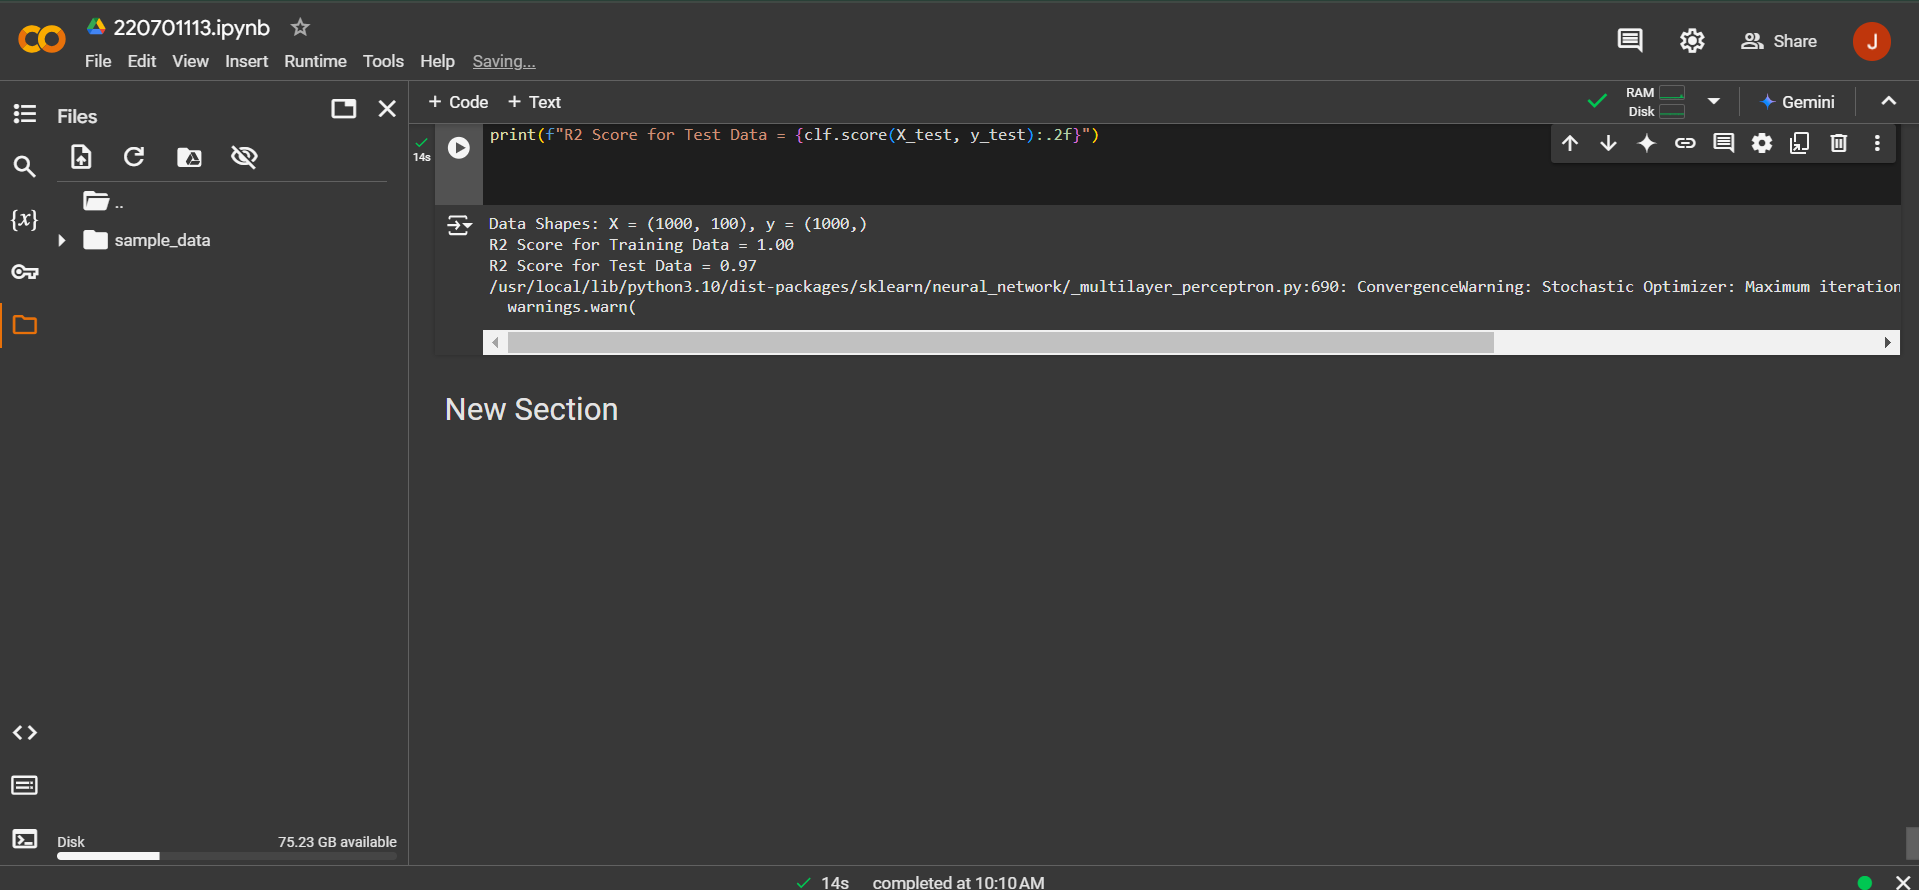 220701113.ipynb
File Edit View Insert Runtime Tools Help Saving...
Share
J
Files
+ Code + Text
RAM
Disk
Gemini
..
sample_data
{x}
14s
print(f"R2 Score for Test Data = {clf.score(X_test, y_test):.2f}")
Data Shapes: X = (1000, 100), y = (1000,)
R2 Score for Training Data = 1.00
R2 Score for Test Data = 0.97
/usr/local/lib/python3.10/dist-packages/sklearn/neural_network/_multilayer_perceptron.py:690: ConvergenceWarning: Stochastic Optimizer: Maximum iteration
warnings.warn(
New Section
Disk 75.23 GB available
14s completed at 10:10 AM